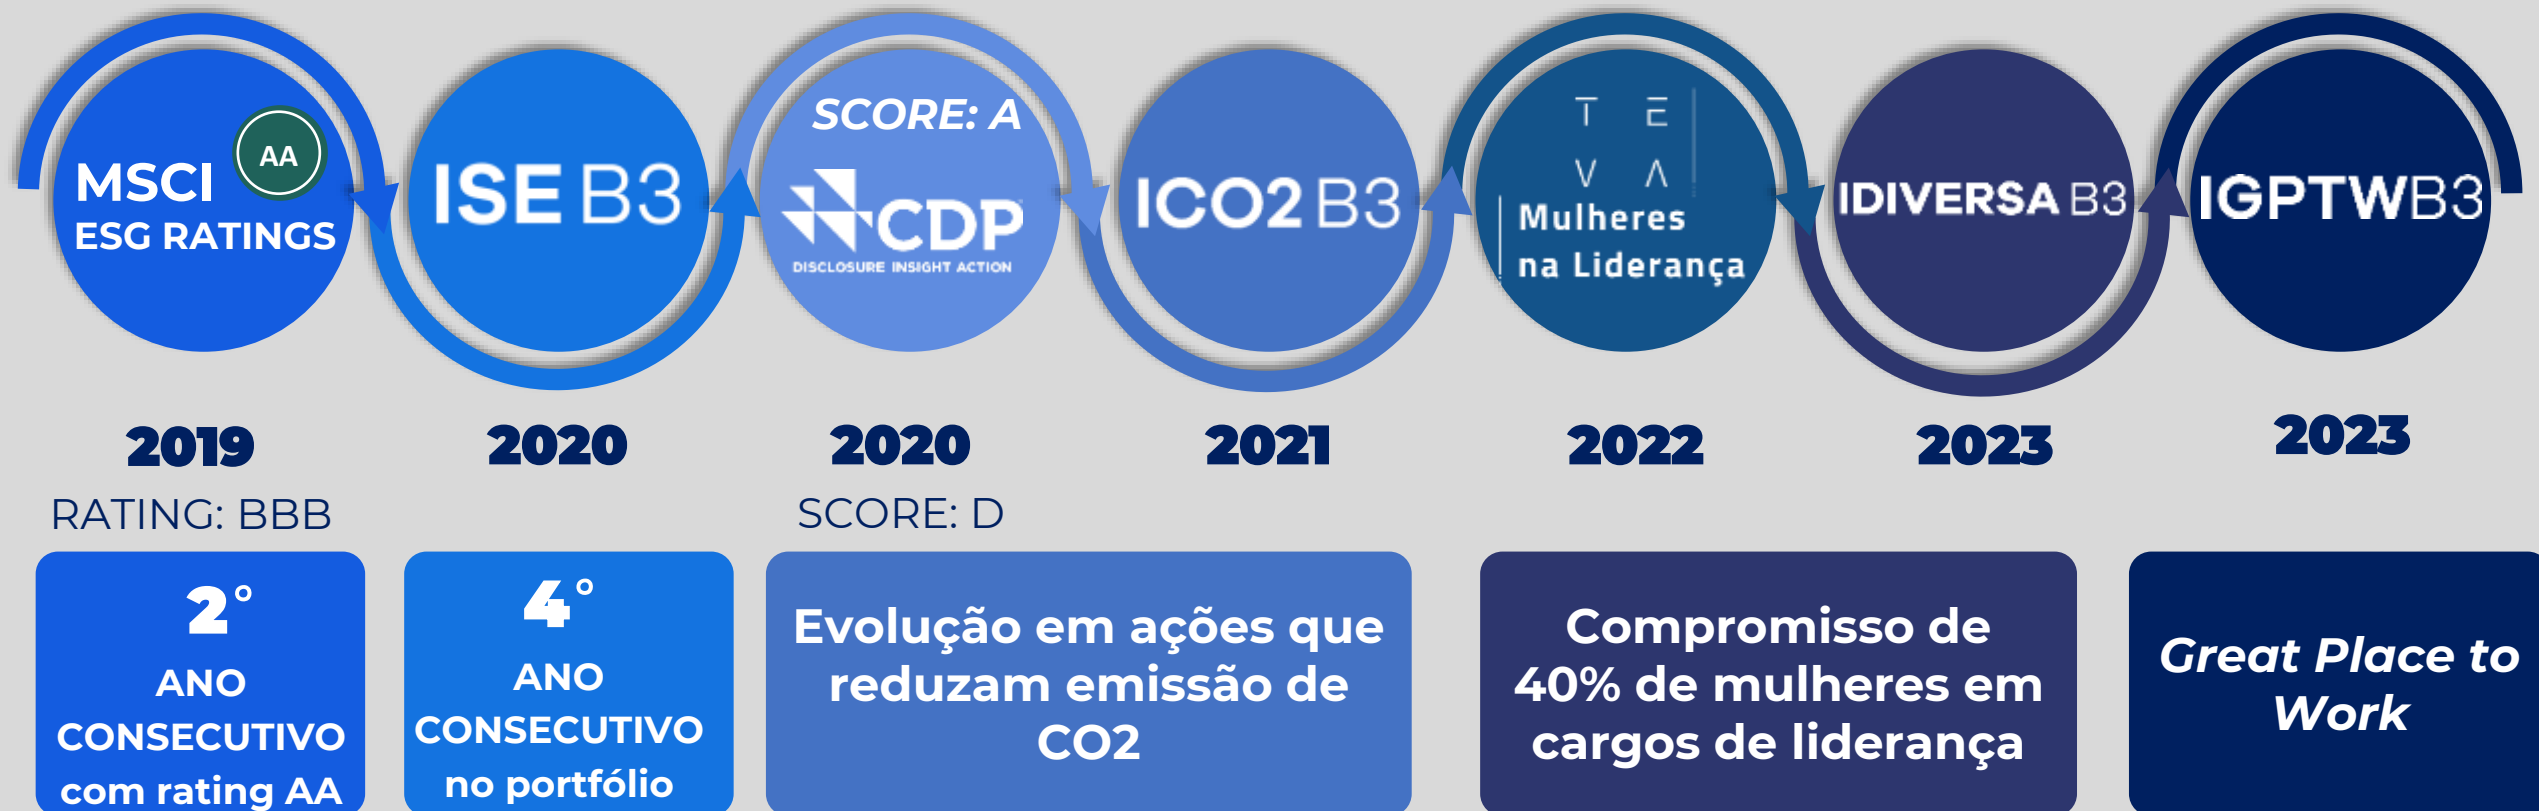 MSCI
AA
ESG RATINGS
ISE B3
SCORE: A
CDP
DISCLOSURE INSIGHT ACTION
ICO2 B3
T E
V A
Mulheres
na Liderança
IDIVERSA B3
IGPTWB3
2019
2020
2020
2021
2022
2023
2023
RATING: BBB
SCORE: D
2°
ANO
CONSECUTIVO
com rating AA
4°
ANO
CONSECUTIVO
no portfólio
Evolução em ações que
reduzam emissão de
CO2
Compromisso de
40% de mulheres em
cargos de liderança
Great Place to
Work